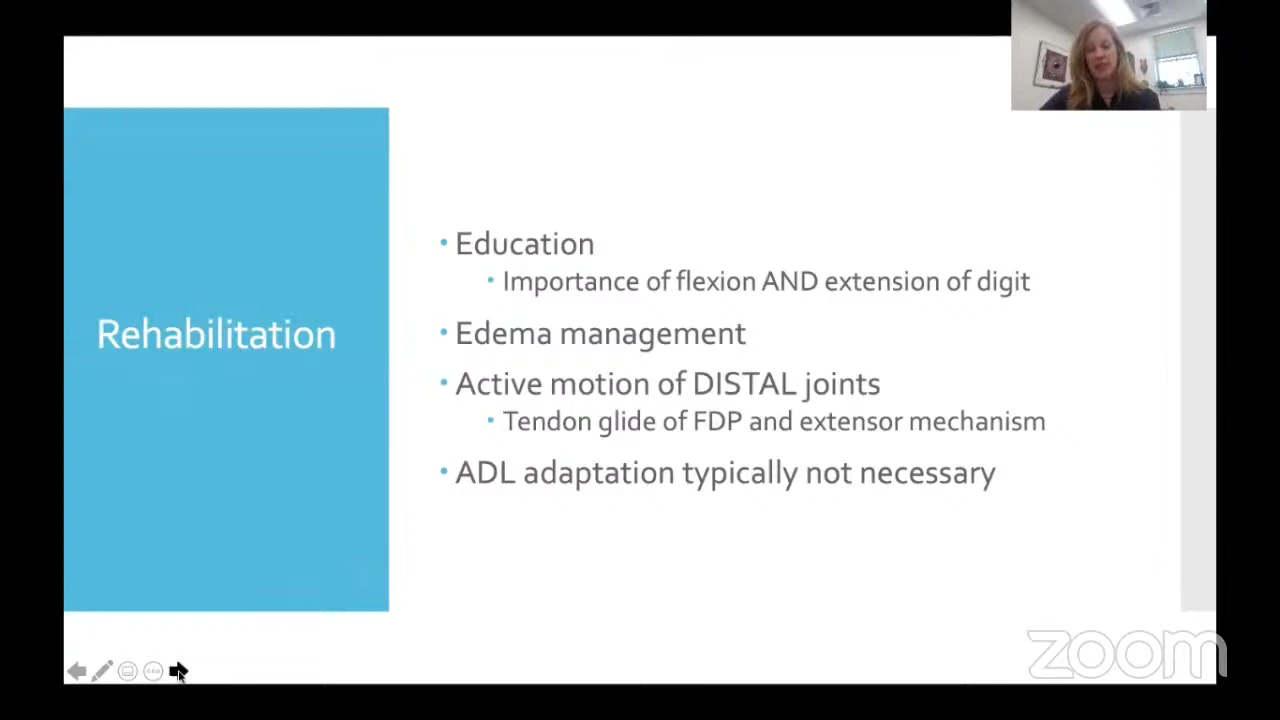 Rehabilitation
Education
Importance of flexion AND extension of digit
Edema management
Active motion of DISTAL joints
Tendon glide of FDP and extensor mechanism
ADL adaptation typically not necessary
zoom